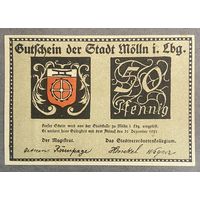 Gutschein der Stadt Mölln i. Lbg.
50
Pfennig
Dieser Schein wird von der Stadtkasse zu Mölln i. Lbg. eingelöst.
Er verliert seine Gültigkeit mit dem Ablauf des 31. Dezember 1921
Der Magistrat. Das Stadtverordnetenkollegium.